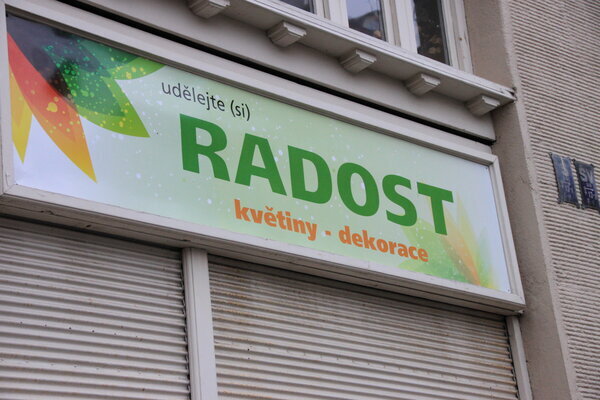 udělejte (si)
RADOST
květiny - dekorace